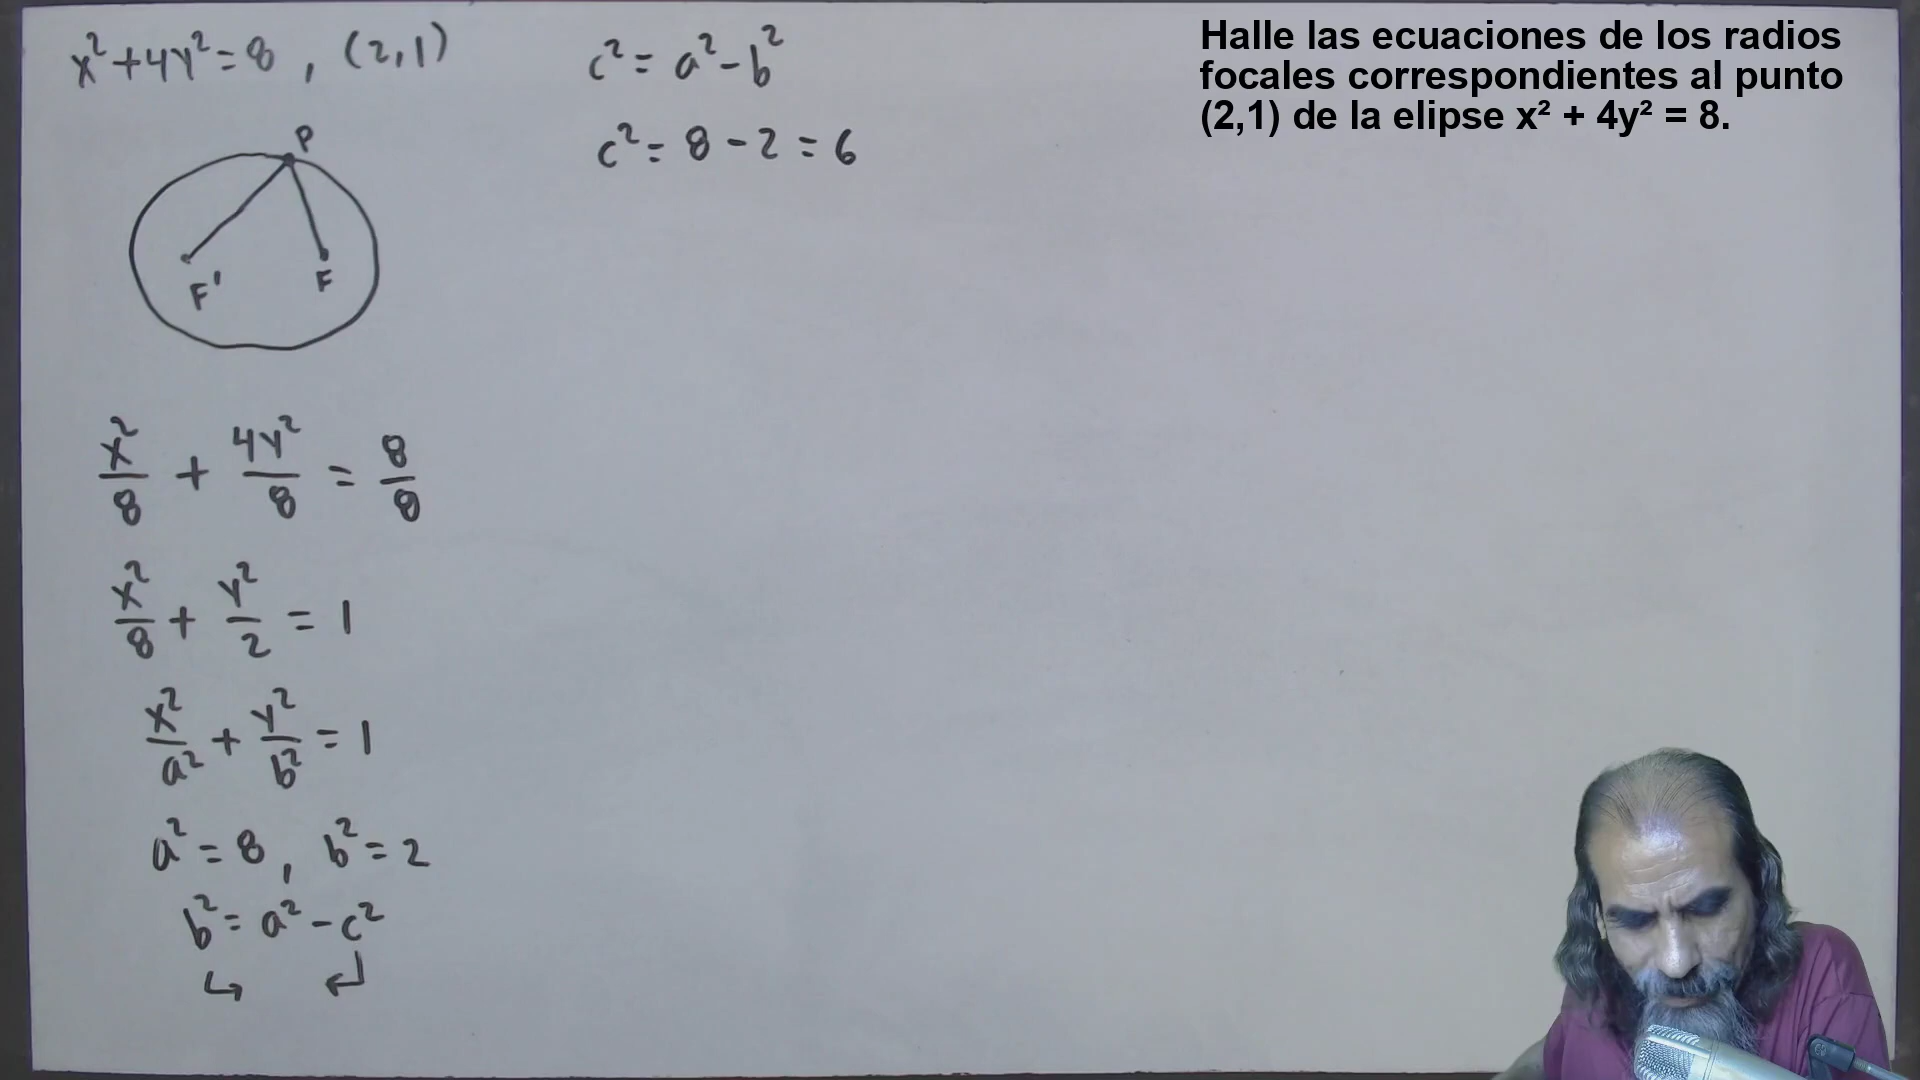 x²+4y²=8, (2,1)
P
F' F
x²/8 + 4y²/8 = 8/8
x²/8 + y²/2 = 1
x²/a² + y²/b² = 1
a²=8, b²=2
b²=a²-c²
c²=a²-b²
c²=8-2=6
Halle las ecuaciones de los radios
focales correspondientes al punto
(2,1) de la elipse x² + 4y² = 8.